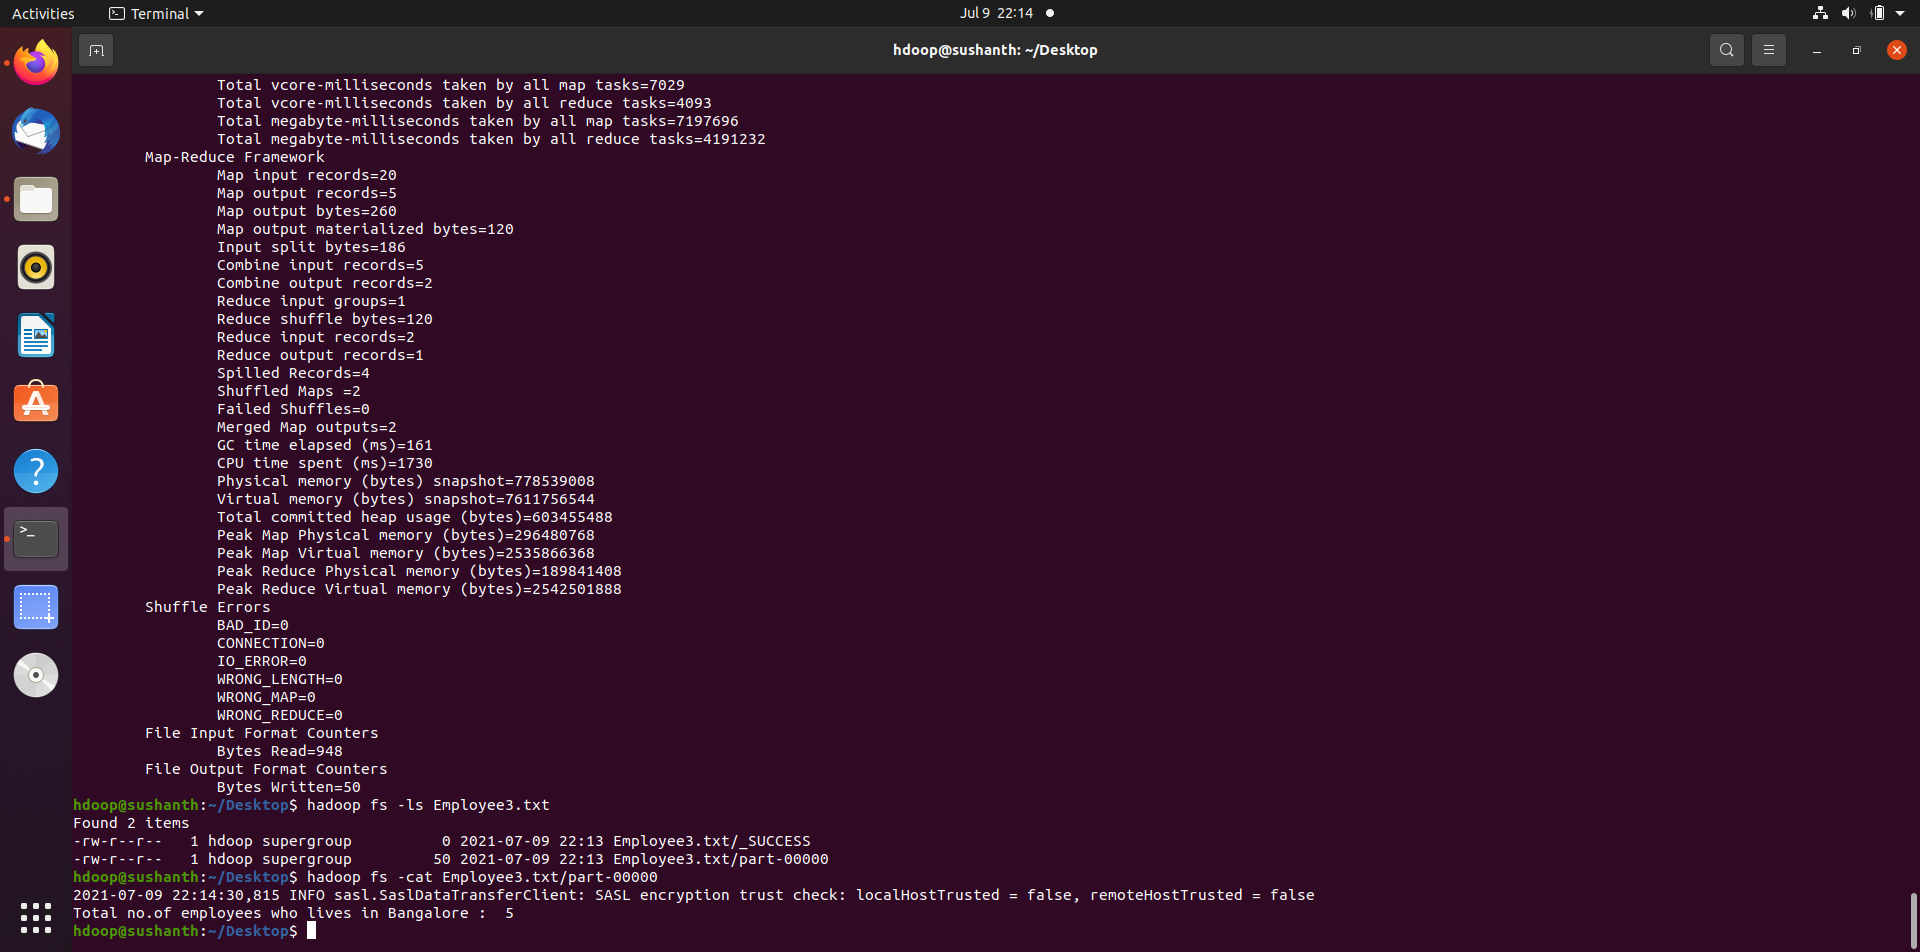 Activities
Terminal
Jul 9 22:14
hdoop@sushanth: ~/Desktop
Total vcore-milliseconds taken by all map tasks=7029
Total vcore-milliseconds taken by all reduce tasks=4093
Total megabyte-milliseconds taken by all map tasks=7197696
Total megabyte-milliseconds taken by all reduce tasks=4191232
Map-Reduce Framework
Map input records=20
Map output records=5
Map output bytes=260
Map output materialized bytes=120
Input split bytes=186
Combine input records=5
Combine output records=2
Reduce input groups=1
Reduce shuffle bytes=120
Reduce input records=2
Reduce output records=1
Spilled Records=4
Shuffled Maps =2
Failed Shuffles=0
Merged Map outputs=2
GC time elapsed (ms)=161
CPU time spent (ms)=1730
Physical memory (bytes) snapshot=778539008
Virtual memory (bytes) snapshot=7611756544
Total committed heap usage (bytes)=603455488
Peak Map Physical memory (bytes)=296480768
Peak Map Virtual memory (bytes)=2535866368
Peak Reduce Physical memory (bytes)=189841408
Peak Reduce Virtual memory (bytes)=2542501888
Shuffle Errors
BAD_ID=0
CONNECTION=0
IO_ERROR=0
WRONG_LENGTH=0
WRONG_MAP=0
WRONG_REDUCE=0
File Input Format Counters
Bytes Read=948
File Output Format Counters
Bytes Written=50
hdoop@sushanth:~/Desktop$ hadoop fs -ls Employee3.txt
Found 2 items
-rw-r--r--   1 hdoop supergroup          0 2021-07-09 22:13 Employee3.txt/_SUCCESS
-rw-r--r--   1 hdoop supergroup         50 2021-07-09 22:13 Employee3.txt/part-00000
hdoop@sushanth:~/Desktop$ hadoop fs -cat Employee3.txt/part-00000
2021-07-09 22:14:30,815 INFO sasl.SaslDataTransferClient: SASL encryption trust check: localHostTrusted = false, remoteHostTrusted = false
Total no.of employees who lives in Bangalore :  5
hdoop@sushanth:~/Desktop$